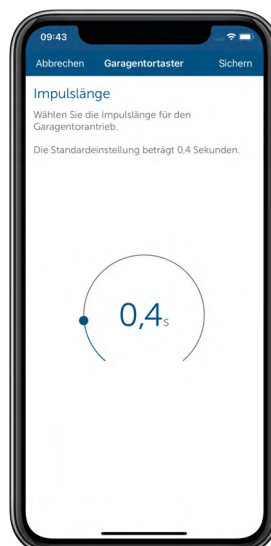 09:43
Abbrechen Garagentortaster Sichern
Impulslänge
Wählen Sie die Impulslänge für den
Garagentorantrieb.
Die Standardeinstellung beträgt 0,4 Sekunden.
0,4s